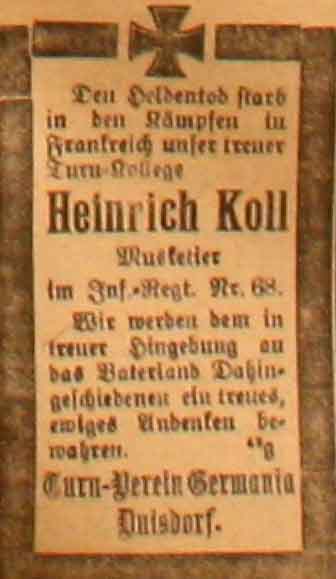 Den Heldentod starb
in den Kämpfen in
Frankreich unser treuer
Turn-Kollege
Heinrich Koll
Musketier
im Inf.-Regt. Nr. 68.
Wir werden dem in
treuer Hingebung an
das Vaterland Dahin-
geschiedenen ein treues,
ewiges Andenken be-
wahren. 43g
Turn-Verein Germania
Duisdorf.